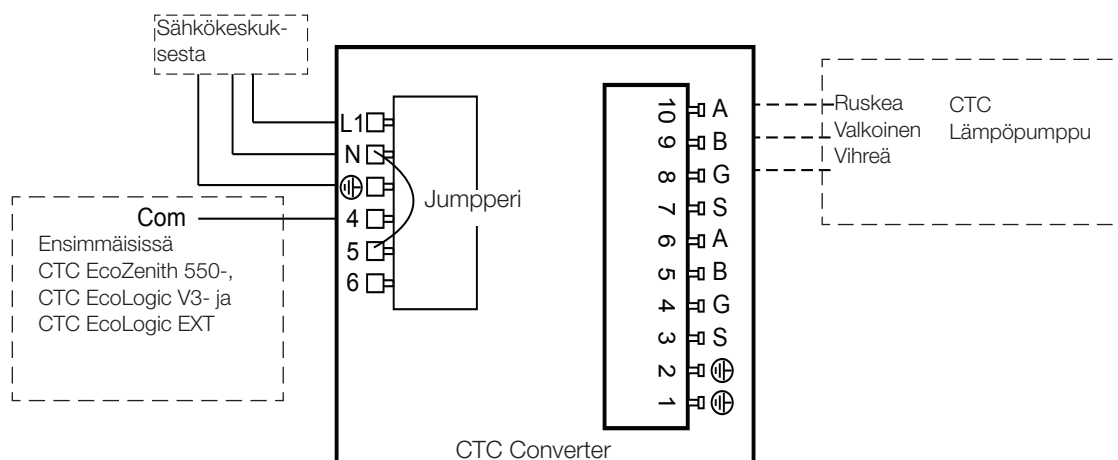 Sähkökeskuk-
sesta
L1
N
4
5
6
Jumpperi
Com
Ensimmäisissä
CTC EcoZenith 550-,
CTC EcoLogic V3- ja
CTC EcoLogic EXT
10 A
9 B
8 G
7 S
6 A
5 B
4 G
3 S
2
1
Ruskea
Valkoinen
Vihreä
CTC
Lämpöpumppu
CTC Converter